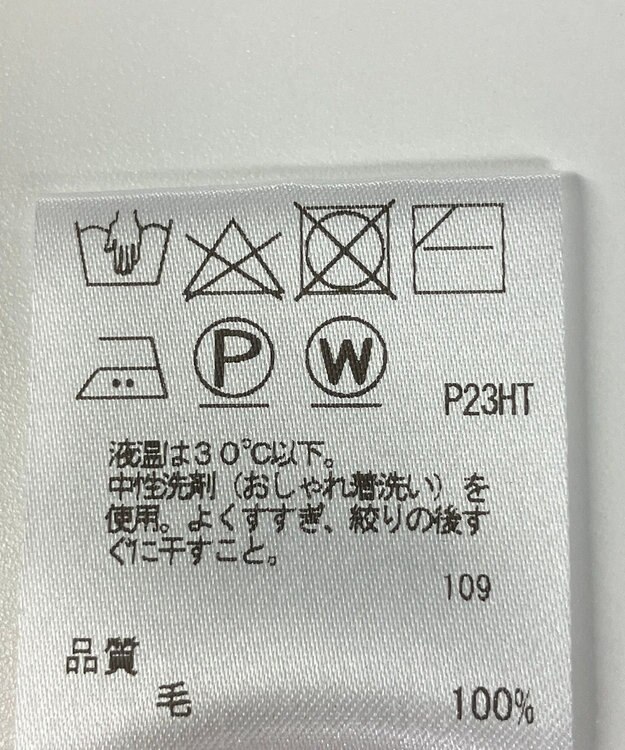 P W
P23HT
液温は30℃以下。
中性洗剤（おしゃれ着洗い）を
使用。よくすすぎ、絞りの後す
ぐに干すこと。
109
品質
毛 100%